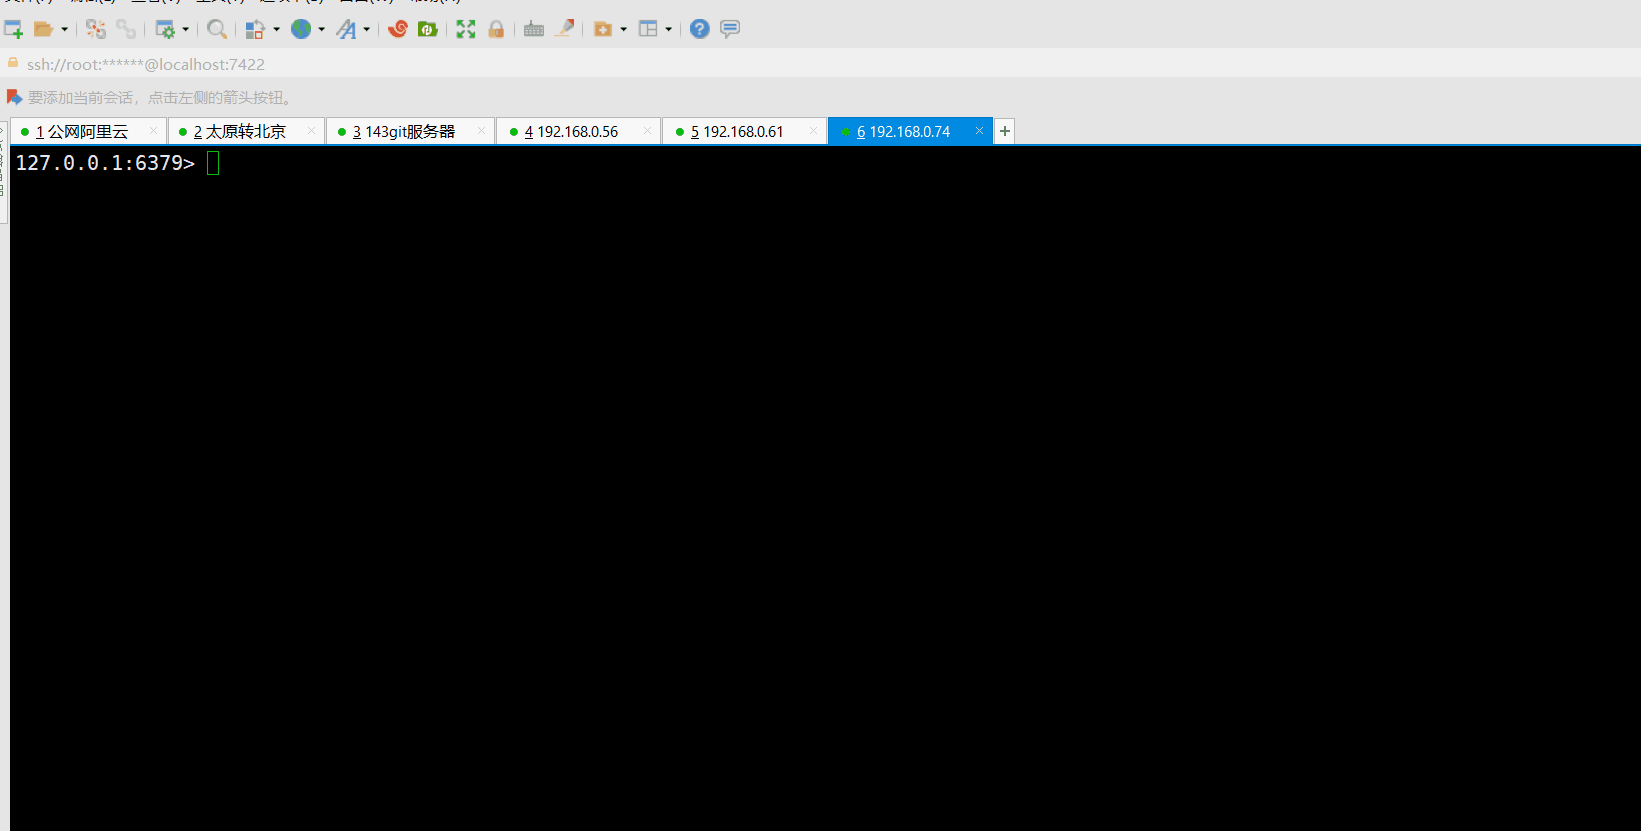 ssh://root:******@localhost:7422
要添加当前会话，点击左侧的箭头按钮。
1 公网阿里云 2 太原转北京 3 143git服务器 4 192.168.0.56 5 192.168.0.61 6 192.168.0.74
127.0.0.1:6379>